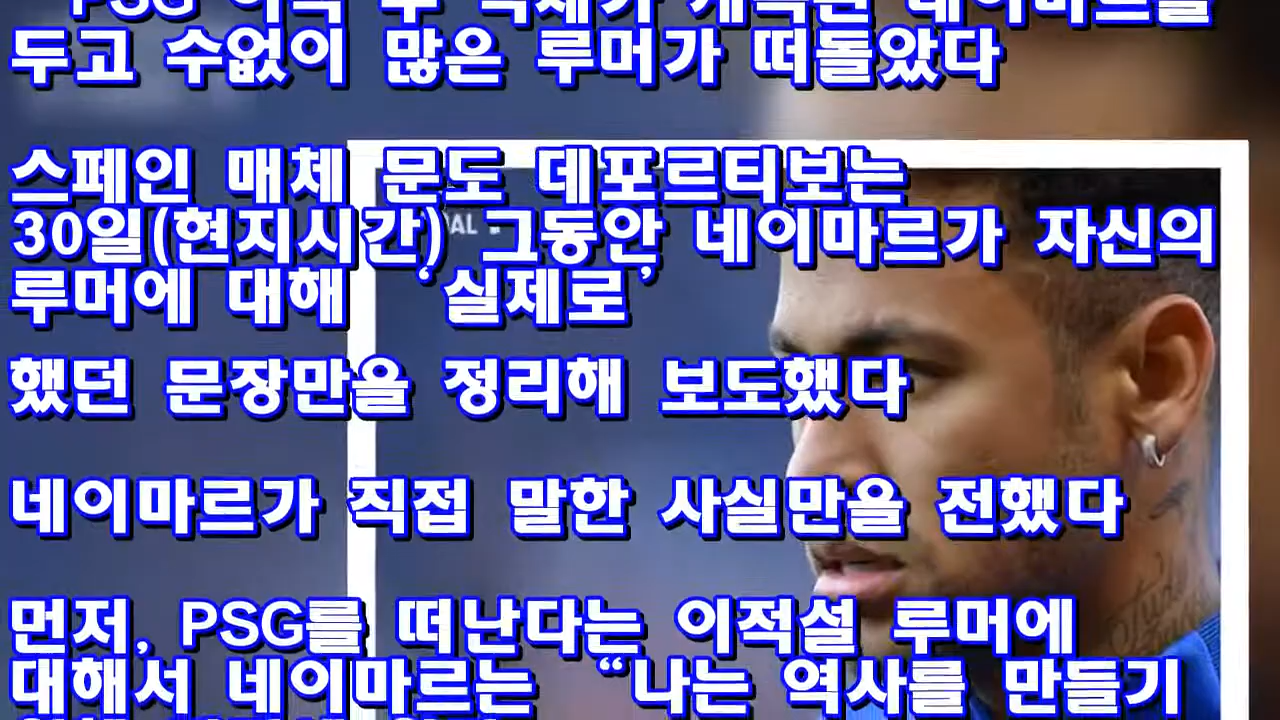 PSG
네이마르를
두고 수없이 많은 루머가 떠돌았다
스페인 매체 문도 데포르티보는
30일(현지시간), 그동안, 네이마르가 자신의
루머에 대해 ‘실제로’
했던 문장만을 정리해 보도했다
네이마르가 직접 말한 사실만을 전했다
먼저, PSG를 떠난다는 이적설 루머에
대해서 네이마르는 “나는 역사를 만들기